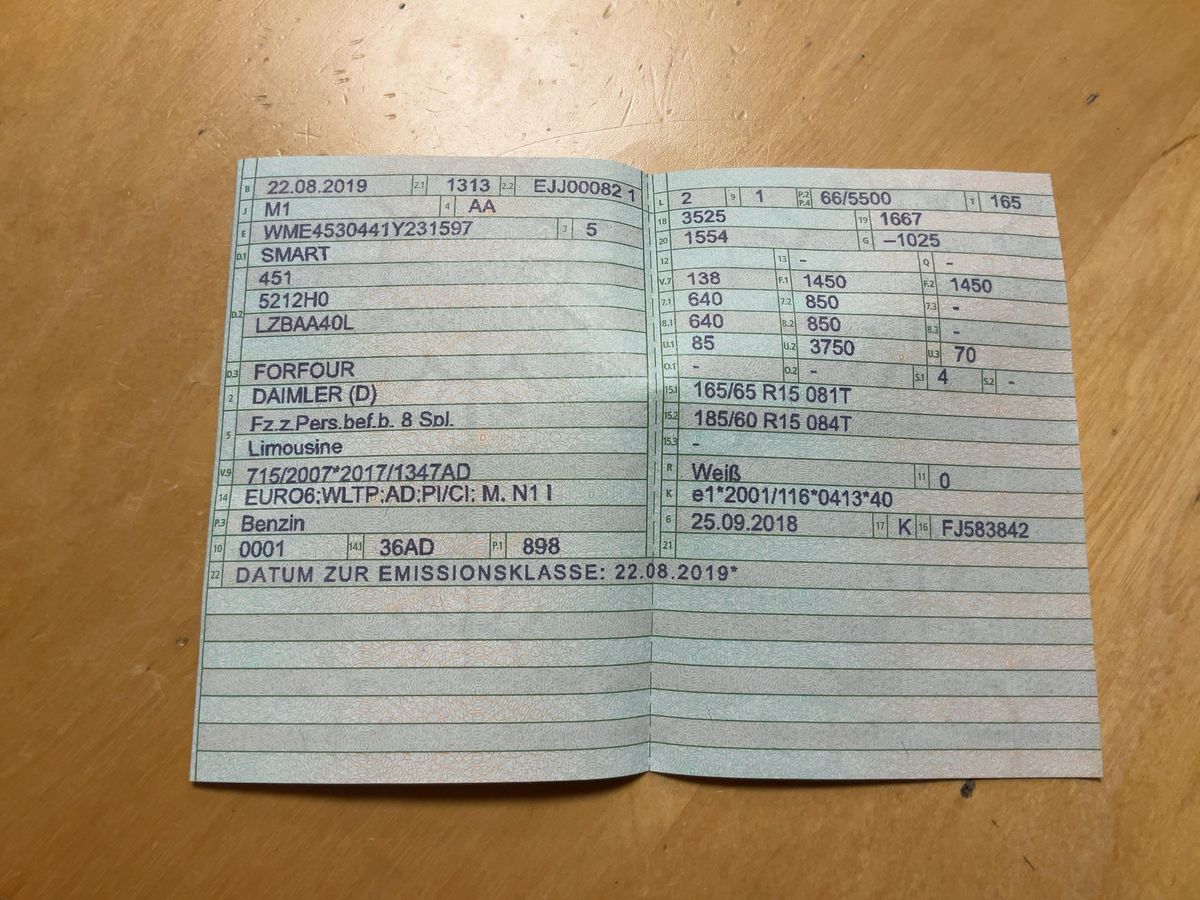 B 22.08.2019 2.1 1313 2.2 EJJ00082 1
J M1 4 AA
E WME4530441Y231597 3 5
D.1 SMART
451
D.2 5212H0
LZBAA40L
D.3 FORFOUR
2 DAIMLER (D)
5 Fz.z.Pers.bef.b. 8 Spl.
Limousine
V.9 715/2007*2017/1347AD
14 EURO6;WLTP;AD;PI/CI; M, N1 I
P.3 Benzin
10 0001 14.1 36AD P.1 898
L 2 9 1 P.2 P.4 66/5500 T 165
18 3525 19 1667
20 1554 G –1025
12 13 - Q -
V.7 138 F.1 1450 F.2 1450
7.1 640 7.2 850 7.3 -
8.1 640 8.2 850 8.3 -
U.1 85 U.2 3750 U.3 70
O.1 - O.2 - S.1 4 S.2 -
15.1 165/65 R15 081T
15.2 185/60 R15 084T
15.3 -
R Weiß 11 0
K e1*2001/116*0413*40
6 25.09.2018 17 K 16 FJ583842
21
22 DATUM ZUR EMISSIONSKLASSE: 22.08.2019*